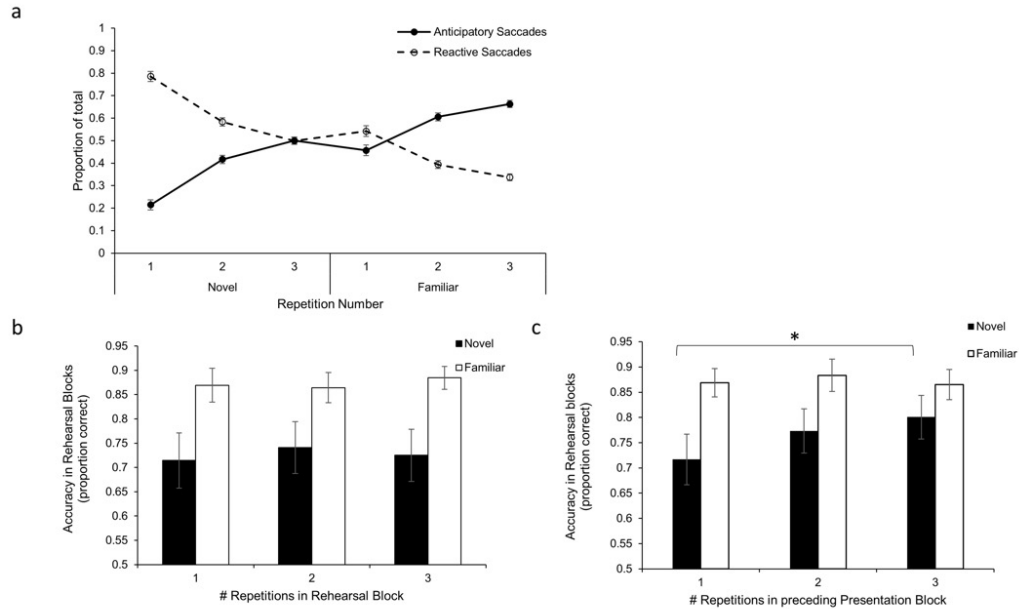 a
Anticipatory Saccades
Reactive Saccades
1
0.9
0.8
0.7
0.6
0.5
0.4
0.3
0.2
0.1
0
Proportion of total
1 2 3 1 2 3
Novel Familiar
Repetition Number
b
Novel
Familiar
0.95
0.9
0.85
0.8
0.75
0.7
0.65
0.6
0.55
0.5
Accuracy in Rehearsal Blocks
(proportion correct)
1 2 3
# Repetitions in Rehearsal Block
c
*
Novel
Familiar
0.95
0.9
0.85
0.8
0.75
0.7
0.65
0.6
0.55
0.5
Accuracy in Rehearsal blocks
(proportion correct)
1 2 3
# Repetitions in preceding Presentation Block